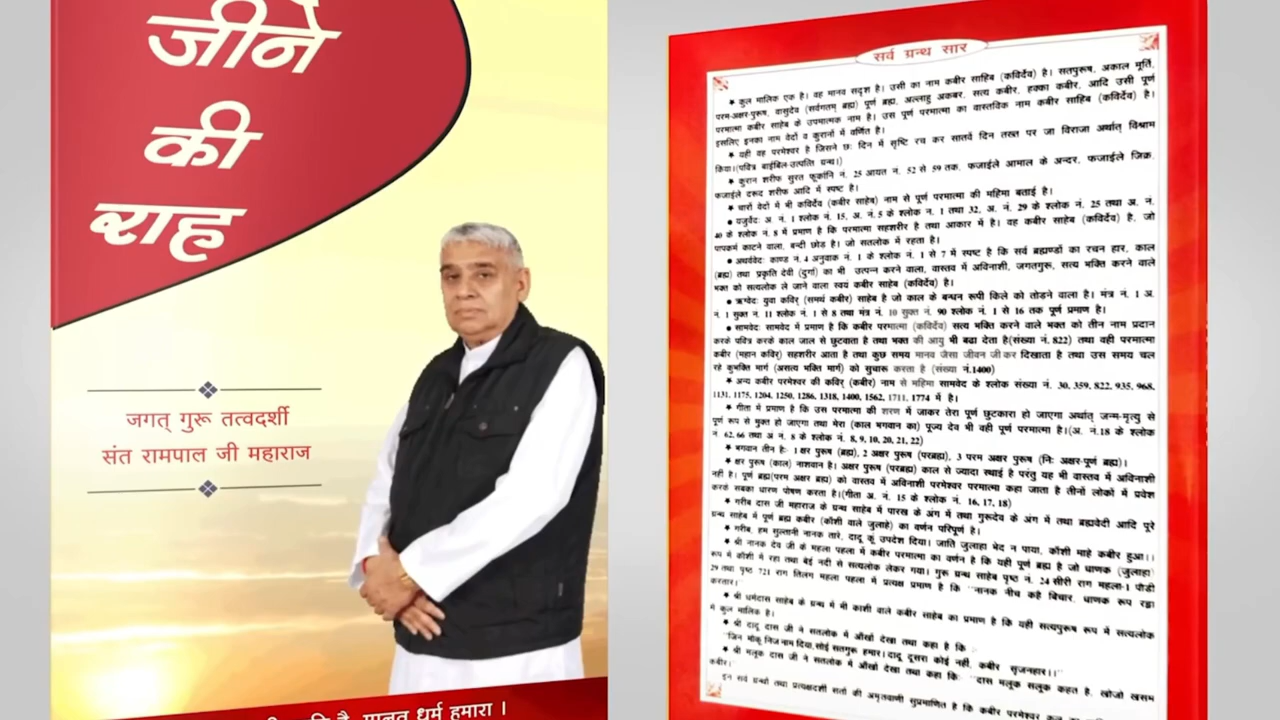 जीने
की
राह
जगत् गुरू तत्वदर्शी
संत रामपाल जी महाराज
मानव धर्म हमारा ।
सर्व ग्रन्थ सार
★ कुल मालिक एक है। वह मानव सदृश है। उसी का नाम कबीर साहिब (कविर्देव) है। सतपुरूष, अकाल मूर्ति,
परम-अक्षर-पुरूष, वासुदेव (सर्वगतम् ब्रह्म) पूर्ण ब्रह्म, अल्लाहु अकबर, सत्य कबीर, हक्का कबीर, आदि उसी पूर्ण
परमात्मा कबीर साहेब के उपमात्मक नाम है। उस पूर्ण परमात्मा का वास्तविक नाम कबीर साहिब (कविर्देव) है।
इसलिए इनका नाम वेदों व कुरानों में वर्णित है।
★ यही वह परमेश्वर है जिसने छः दिन में सृष्टि रच कर सातवें दिन तख्त पर जा विराजा अर्थात् विश्राम
किया।(पवित्र बाईबिल-उत्पत्ति ग्रन्थ।)
★ कुरान शरीफ सुरत फुर्कानि नं. 25 आयत नं. 52 से 59 तक, फजाईले आमाल के अन्दर, फजाईले जिक्र,
फजाईले दरूद शरीफ आदि में स्पष्ट है।
★ चारों वेदों में भी कविर्देव (कबीर साहेब) नाम से पूर्ण परमात्मा की महिमा बताई है।
● यजुर्वेदः अ. नं. 1 श्लोक नं. 15, अ. नं. 5 के श्लोक नं. 1 तथा 32, अ. नं. 29 के श्लोक नं. 25 तथा अ. नं.
40 के श्लोक नं. 8 में प्रमाण है कि परमात्मा सहशरीर है तथा आकार में है। वह कबीर साहेब (कविर्देव) है, जो
पापकर्म काटने वाला, बन्दी छोड़ है। जो सतलोक में रहता है।
● अथर्ववेदः काण्ड नं. 4 अनुवाक नं. 1 के श्लोक नं. 1 से 7 में स्पष्ट है कि सर्व ब्रह्मण्डों का रचन हार, काल
(ब्रह्म) तथा प्रकृति देवी (दुर्गा) का भी उत्पन्न करने वाला, वास्तव में अविनाशी, जगतगुरू, सत्य भक्ति करने वाले
भक्त को सत्यलोक ले जाने वाला स्वयं कबीर साहेब (कविर्देव) है।
● ऋग्वेदः युवा कविर् (समर्थ कबीर) साहेब है जो काल के बन्धन रूपी किले को तोड़ने वाला है। मंत्र नं. 1 अ.
नं. 1 सुक्त नं. 11 श्लोक नं. 1 से 8 तथा मंत्र नं. 10 सुक्त नं. 90 श्लोक नं. 1 से 16 तक पूर्ण प्रमाण है।
● सामवेदः सामवेद में प्रमाण है कि कबीर परमात्मा (कविर्देव) सत्य भक्ति करने वाले भक्त को तीन नाम प्रदान
करके पवित्र करके काल जाल से छुटवाता है तथा भक्त की आयु भी बढा देता है(संख्या नं. 822) तथा वही परमात्मा
कबीर (महान कविर्) सहशरीर आता है तथा कुछ समय मानव जैसा जीवन जी कर दिखाता है तथा उस समय चल
रहे कुभक्ति मार्ग (असत्य भक्ति मार्ग) को सुचारू करता है (संख्या नं.1400)
★ अन्य कबीर परमेश्वर की कविर् (कबीर) नाम से महिमा सामवेद के श्लोक संख्या नं. 30, 359, 822, 935, 968,
1131, 1175, 1204, 1250, 1286, 1318, 1400, 1562, 1711, 1774 में है।
★ गीता में प्रमाण है कि उस परमात्मा की शरण में जाकर तेरा पूर्ण छुटकारा हो जाएगा अर्थात् जन्म-मृत्यु से
पूर्ण रूप से मुक्त हो जाएगा तथा मेरा (काल भगवान का) पूज्य देव भी वही पूर्ण परमात्मा है।(अ. नं.18 के श्लोक
नं 62, 66 तथा अ नं. 8 के श्लोक नं. 8, 9, 10, 20, 21, 22)
★ भगवान तीन हैः 1 क्षर पुरूष (ब्रह्म), 2 अक्षर पुरूष (परब्रह्म), 3 परम अक्षर पुरूष (निः अक्षर-पूर्ण ब्रह्म)।
★ क्षर पुरूष (काल) नाशवान है। अक्षर पुरूष (परब्रह्म) काल से ज्यादा स्थाई है परंतु यह भी वास्तव में अविनाशी
नहीं है। पूर्ण ब्रह्म(परम अक्षर ब्रह्म) को वास्तव में अविनाशी परमेश्वर परमात्मा कहा जाता है तीनों लोकों में प्रवेश
करके सबका धारण पोषण करता है।(गीता अ. नं. 15 के श्लोक नं. 16, 17, 18)
★ गरीब दास जी महाराज के ग्रन्थ साहेब में पारख के अंग में तथा गुरूदेव के अंग में तथा ब्रह्मवेदी आदि पूरे
ग्रन्थ साहेब में पूर्ण ब्रह्म कबीर (काँशी वाले जुलाहे) का वर्णन परिपूर्ण है।
★ गरीब, हम सुल्तानी नानक तारे, दादू कूं उपदेश दिया। जाति जुलाहा भेद न पाया, काँशी माहे कबीर हुआ।।
★ श्री नानक देव जी के महला पहला में कबीर परमात्मा का वर्णन है कि यही पूर्ण ब्रह्म है जो धाणक (जुलाहा)
रूप में काँशी में रहा तथा बेई नदी से सत्यलोक लेकर गया। गुरू ग्रन्थ साहेब पृष्ठ नं. 24 सीरी राग महला-1 पौडी
29 तथा पृष्ठ 721 राग तिलंग महला पहला में प्रत्यक्ष प्रमाण है कि ''नानक नीच कहै बिचार, धाणक रूप रहा
करतार।''
★ श्री धर्मदास साहेब के ग्रन्थ में भी काशी वाले कबीर साहेब का प्रमाण है कि यही सत्यपुरूष रूप में सत्यलोक
में कुल मालिक है।
★ श्री दादू दास जी ने सतलोक में आँखों देखा तथा कहा है कि
''जिन मोकू निज नाम दिया, सोई सतगुरू हमार। दादू दूसरा कोई नहीं, कबीर सृजनहार।।''
★ श्री मलूक दास जी ने सतलोक में आँखों देखा तथा कहा कि: ''दास मलूक सलूक कहत है, खोजो खसम
कबीर।''
इन सर्व ग्रन्थों तथा प्रत्यक्षदर्शी संतों की अमृतवाणी सुप्रमाणित है कि कबीर परमेश्वर